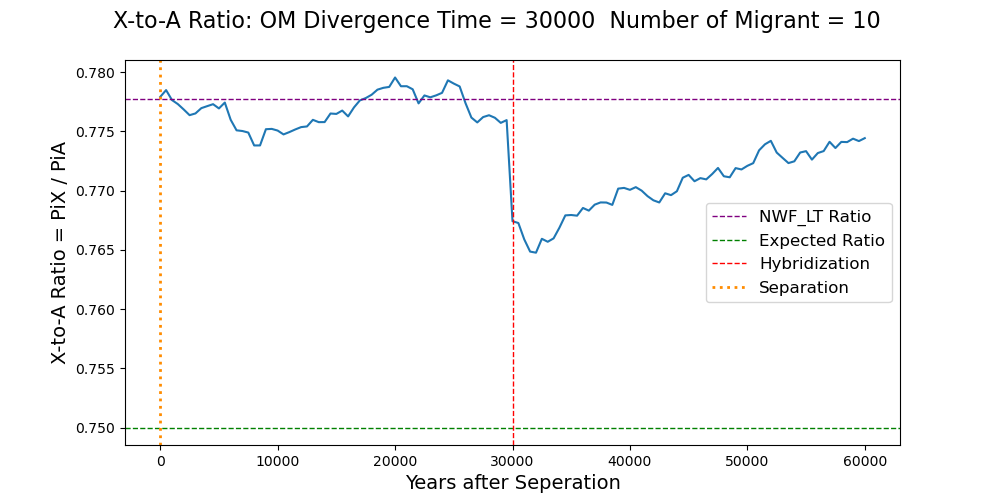 X-to-A Ratio: OM Divergence Time = 30000  Number of Migrant = 10
X-to-A Ratio = PiX / PiA
0.780
0.775
0.770
0.765
0.760
0.755
0.750
NWF_LT Ratio
Expected Ratio
Hybridization
Separation
0 10000 20000 30000 40000 50000 60000
Years after Seperation